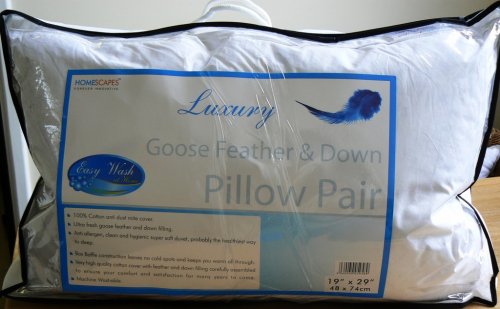 HOMESCAPES
Luxury
Goose Feather & Down
Pillow Pair
Easy Wash
at Home
100% Cotton anti dust mite cover.
Ultra fresh goose feather and down filling.
Anti allergen, clean and hygienic super soft duvet, probably the healthiest way
to sleep.
Box Baffle construction leaves no cold spots and keeps you warm all through.
Very high quality cotton cover with feather and down filling carefully assembled
to ensure your comfort and satisfaction for many years to come.
Machine Washable.
19" x 29"
48 x 74cm